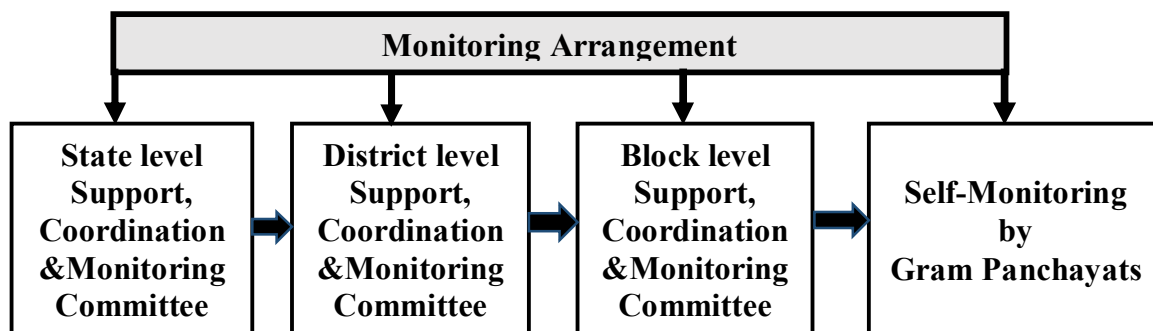 Monitoring Arrangement
State level
Support,
Coordination
&Monitoring
Committee
District level
Support,
Coordination
&Monitoring
Committee
Block level
Support,
Coordination
&Monitoring
Committee
Self-Monitoring
by
Gram Panchayats